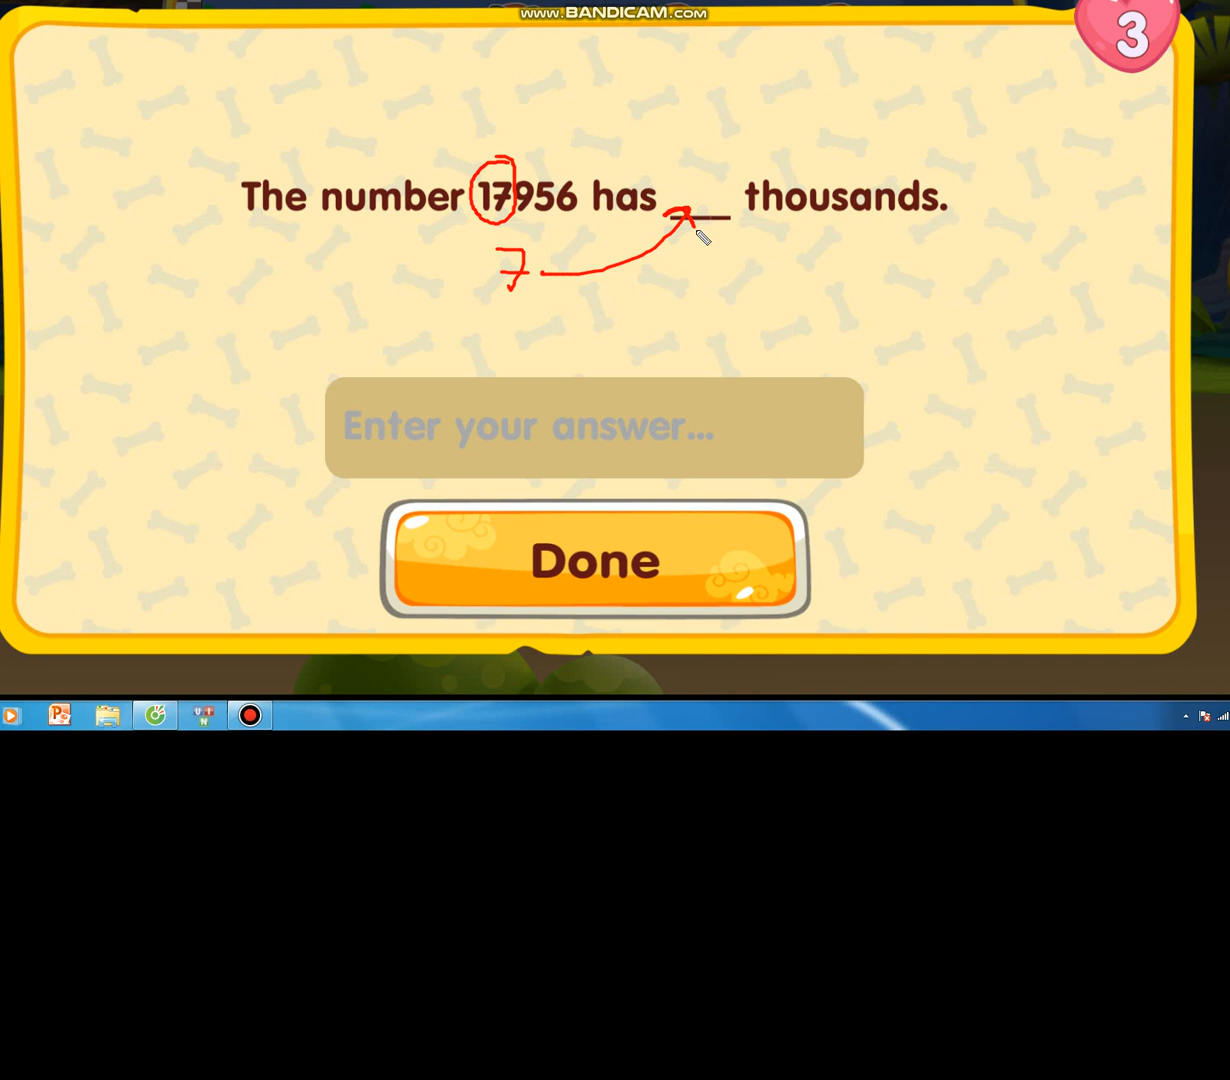 www.BANDICAM.com
3
The number 17956 has ___ thousands.
7
Enter your answer...
Done